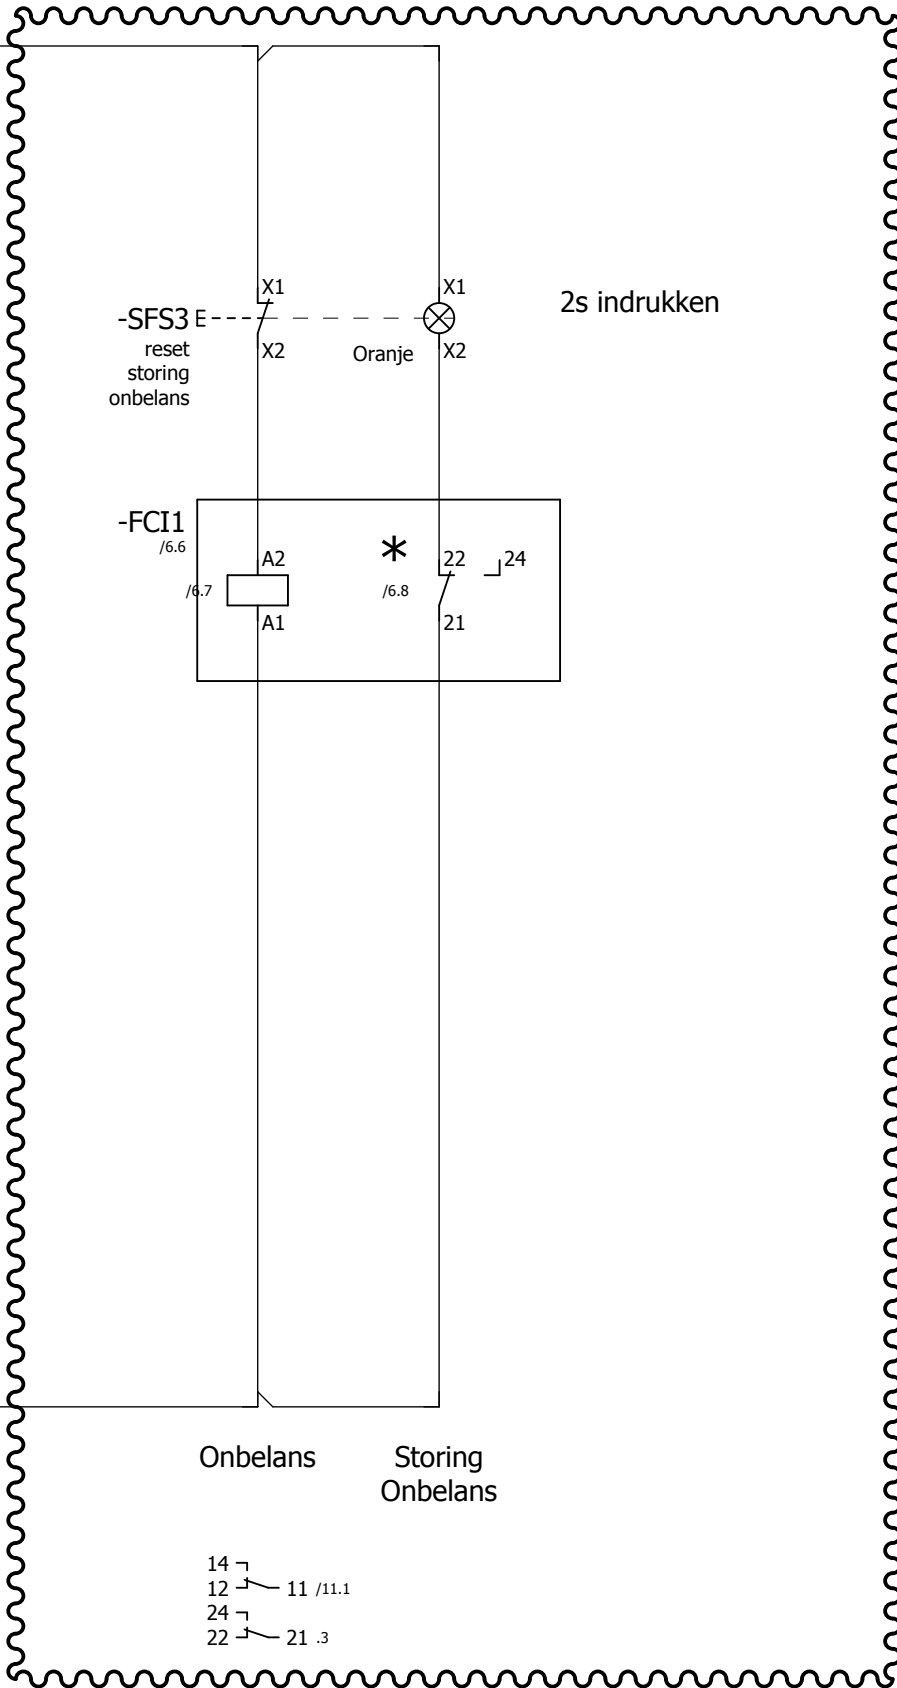 X1
X1
2s indrukken
-SFS3
X2
Oranje
X2
reset
storing
onbelans
-FCI1
/6.6
A2
*
22
24
/6.7
/6.8
A1
21
Onbelans
Storing
Onbelans
14
12 11 /11.1
24
22 21 .3